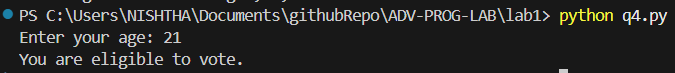 PS C:\Users\NISHTHA\Documents\githubRepo\ADV-PROG-LAB\lab1> python q4.py
Enter your age: 21
You are eligible to vote.